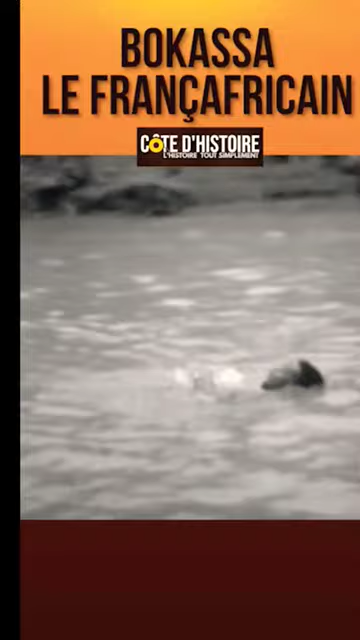 BOKASSA
LE FRANÇAFRICAIN
CÔTE D'HISTOIRE
L'HISTOIRE TOUT SIMPLEMENT